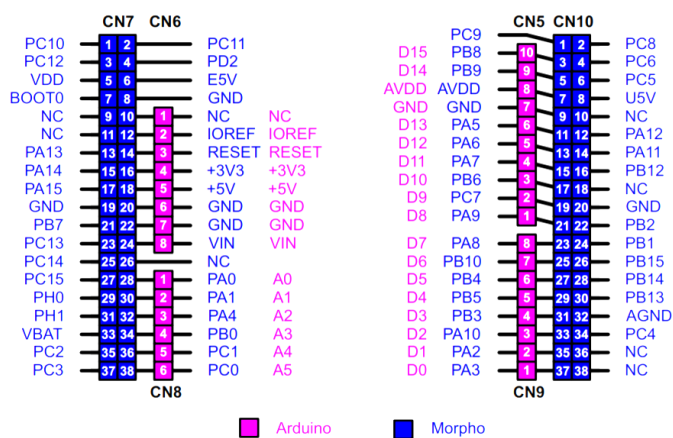 CN7 CN6 CN5 CN10
PC9 1 2 PC8
PC10 1 2 PC11
D15 PB8 10 3 4 PC6
PC12 3 4 PD2
D14 PB9 9 5 6 PC5
VDD 5 6 E5V
AVDD AVDD 8 7 8 U5V
BOOT0 7 8 GND
GND GND 7 9 10 NC
NC 9 10 1 NC NC
D13 PA5 6 11 12 PA12
NC 11 12 2 IOREF IOREF
D12 PA6 5 13 14 PA11
PA13 13 14 3 RESET RESET
D11 PA7 4 15 16 PB12
PA14 15 16 4 +3V3 +3V3
D10 PB6 3 17 18 NC
PA15 17 18 5 +5V +5V
D9 PC7 2 19 20 GND
GND 19 20 6 GND GND
D8 PA9 1 21 22 PB2
PB7 21 22 7 GND GND
D7 PA8 8 23 24 PB1
PC13 23 24 8 VIN VIN
D6 PB10 7 25 26 PB15
PC14 25 26 NC
D5 PB4 6 27 28 PB14
PC15 27 28 1 PA0 A0
D4 PB5 5 29 30 PB13
PH0 29 30 2 PA1 A1
D3 PB3 4 31 32 AGND
PH1 31 32 3 PA4 A2
D2 PA10 3 33 34 PC4
VBAT 33 34 4 PB0 A3
D1 PA2 2 35 36 NC
PC2 35 36 5 PC1 A4
D0 PA3 1 37 38 NC
PC3 37 38 6 PC0 A5
CN8 CN9
Arduino Morpho